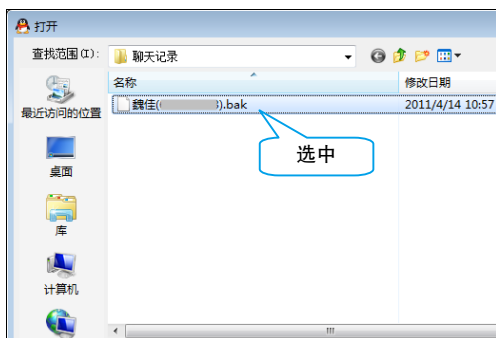 打开
查找范围(I):
聊天记录
名称
修改日期
魏佳(
).bak
2011/4/14 10:57
最近访问的位置
选中
桌面
库
计算机